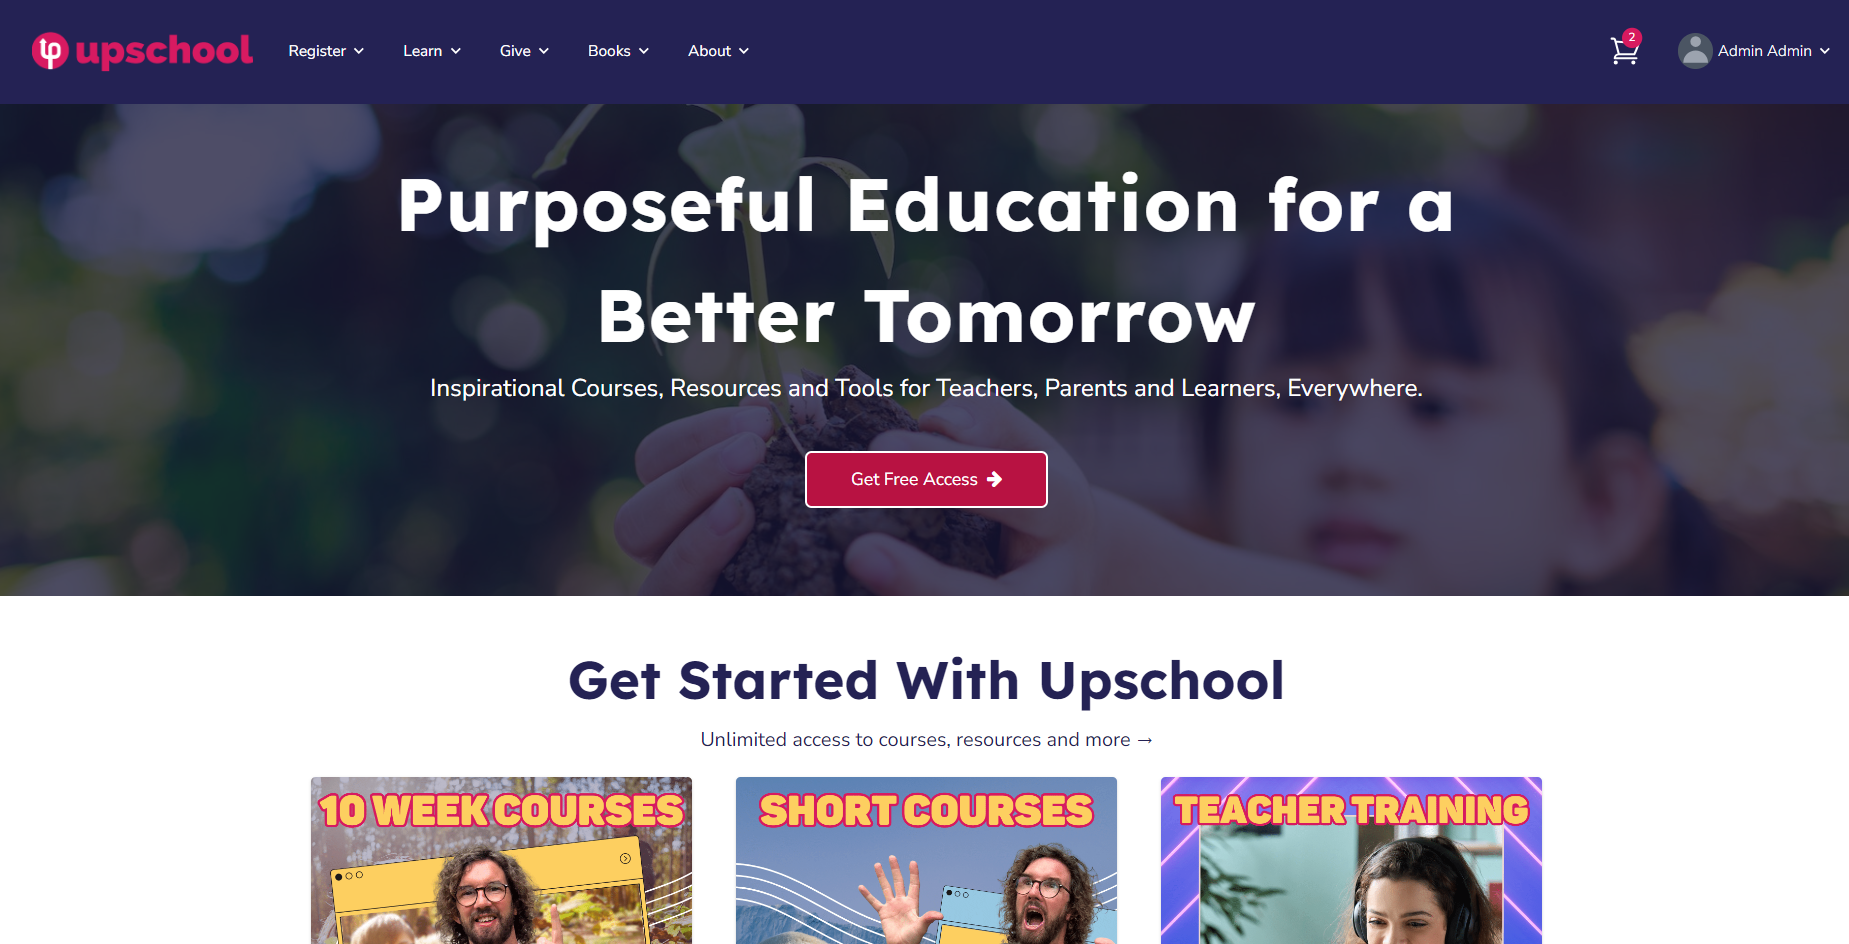 upschool
Register
Learn
Give
Books
About
2
Admin Admin
Purposeful Education for a
Better Tomorrow
Inspirational Courses, Resources and Tools for Teachers, Parents and Learners, Everywhere.
Get Free Access
Get Started With Upschool
Unlimited access to courses, resources and more →
10 WEEK COURSES
SHORT COURSES
TEACHER TRAINING